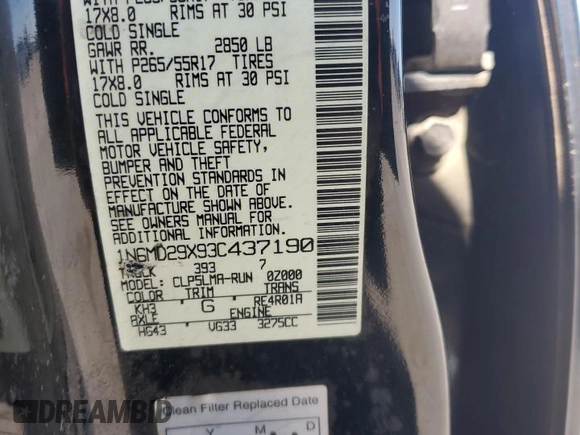 17X8.0 RIMS AT 30 PSI
COLD SINGLE
GAWR RR. 2850 LB
WITH P265/55R17 TIRES
17X8.0 RIMS AT 30 PSI
COLD SINGLE
THIS VEHICLE CONFORMS TO
ALL APPLICABLE FEDERAL
MOTOR VEHICLE SAFETY,
BUMPER AND THEFT
PREVENTION STANDARDS IN
EFFECT ON THE DATE OF
MANUFACTURE SHOWN ABOVE.
SEE OWNERS MANUAL FOR
ADDITIONAL INFORMATION
1N6MD29X93C437190
TRUCK 393 7
MODEL: CLP5LMA-RUN 0Z000
COLOR TRIM TRANS
KH3 G RE4R01A
AXLE ENGINE
HG43 VG33 3275CC
Clean Filter Replaced Date
Y M D
DREAMBID